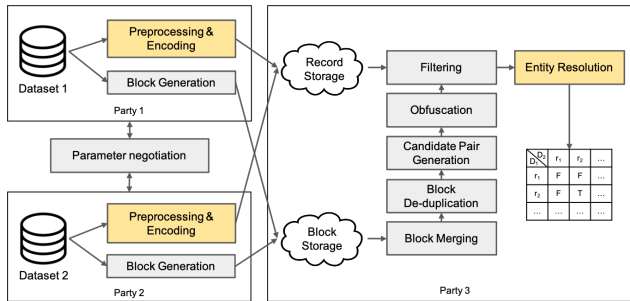 Preprocessing &
Encoding
Block Generation
Dataset 1
Party 1
Parameter negotiation
Preprocessing &
Encoding
Block Generation
Dataset 2
Party 2
Record
Storage
Block
Storage
Filtering
Obfuscation
Candidate Pair
Generation
Block
De-duplication
Block Merging
Entity Resolution
D₁ D₂ r₁ r₂ ...
r₁ F F ...
r₂ F T ...
... ... ... ...
Party 3